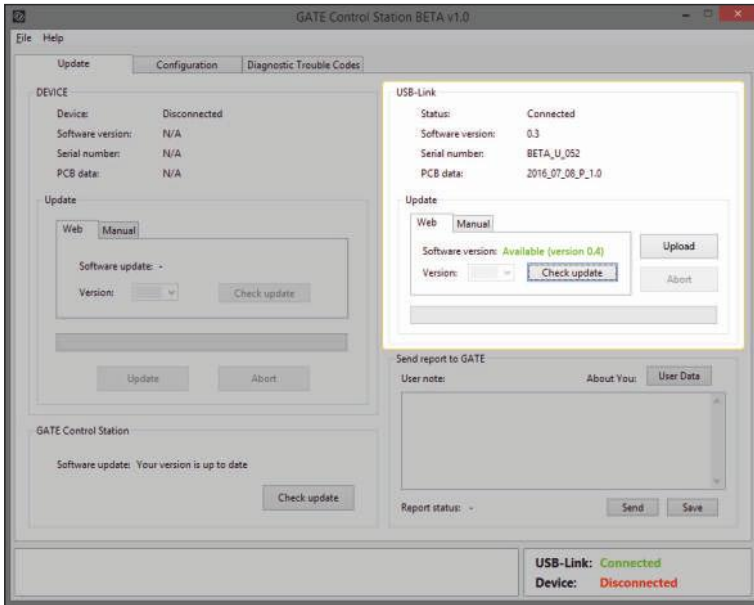 GATE Control Station BETA v1.0
File Help
Update Configuration Diagnostic Trouble Codes
DEVICE
Device: Disconnected
Software version: N/A
Serial number: N/A
PCB data: N/A
Update
Web Manual
Software update: -
Version: Check update
Update Abort
GATE Control Station
Software update: Your version is up to date
Check update
USB-Link
Status: Connected
Software version: 0.3
Serial number: BETA_U_052
PCB data: 2016_07_08_P_1.0
Update
Web Manual
Software version: Available (version 0.4)
Version: Check update
Upload
Abort
Send report to GATE
User note: About You: User Data
Report status: - Send Save
USB-Link: Connected
Device: Disconnected